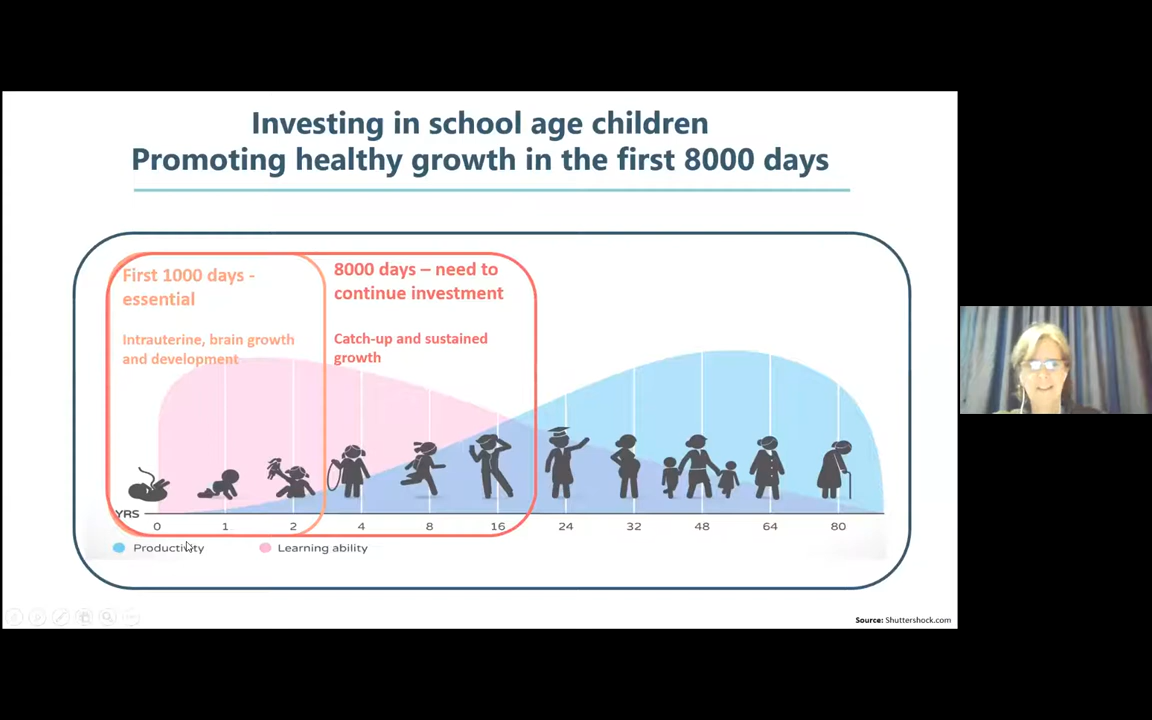 Investing in school age children
Promoting healthy growth in the first 8000 days
First 1000 days -
essential
Intrauterine, brain growth
and development
8000 days – need to
continue investment
Catch-up and sustained
growth
YRS
0 1 2 4 8 16 24 32 48 64 80
Productivity Learning ability
Source: Shuttershock.com